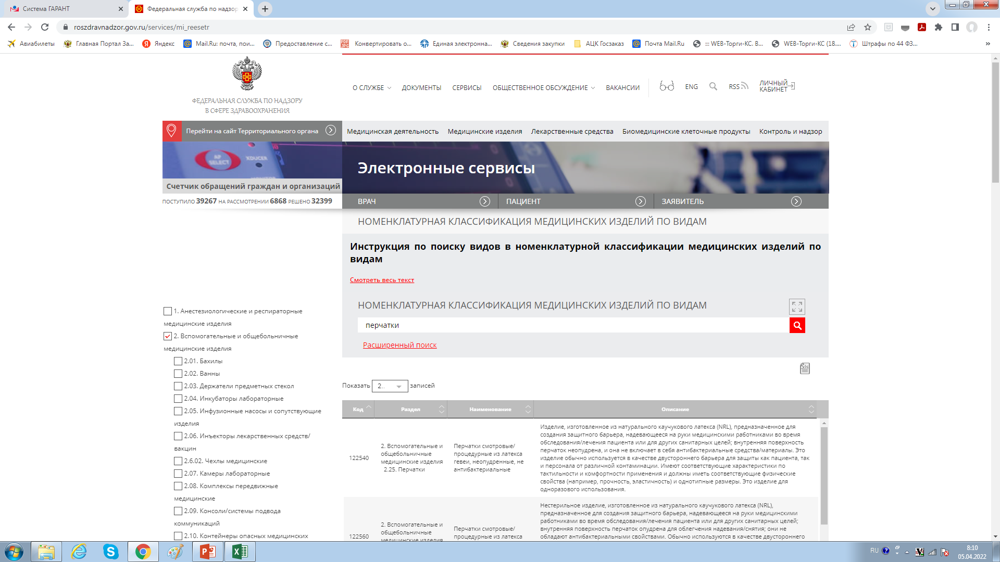 Система ГАРАНТ
Федеральная служба по надзор
roszdravnadzor.gov.ru/services/mi_reesetr
Авиабилеты
Главная Портал За...
Яндекс
Mail.Ru: почта, пои...
Предоставление с...
Конвертировать о...
Единая электронна...
Сведения закупки
АЦК Госзаказ
Почта Mail.Ru
::: WEB-Торги-КС. В...
WEB-Торги-КС (18....
Штрафы по 44 ФЗ...
»
ФЕДЕРАЛЬНАЯ СЛУЖБА ПО НАДЗОРУ
В СФЕРЕ ЗДРАВООХРАНЕНИЯ
О СЛУЖБЕ
ДОКУМЕНТЫ
СЕРВИСЫ
ОБЩЕСТВЕННОЕ ОБСУЖДЕНИЕ
ВАКАНСИИ
ENG
RSS
ЛИЧНЫЙ
КАБИНЕТ
Перейти на сайт Территориального органа
Медицинская деятельность
Медицинские изделия
Лекарственные средства
Биомедицинские клеточные продукты
Контроль и надзор
AP
SELECT
XDUCER
Электронные сервисы
Счетчик обращений граждан и организаций
ПОСТУПИЛО 39267 НА РАССМОТРЕНИИ 6868 РЕШЕНО 32399
ВРАЧ
ПАЦИЕНТ
ЗАЯВИТЕЛЬ
НОМЕНКЛАТУРНАЯ КЛАССИФИКАЦИЯ МЕДИЦИНСКИХ ИЗДЕЛИЙ ПО ВИДАМ
Инструкция по поиску видов в номенклатурной классификации медицинских изделий по
видам
Смотреть весь текст
НОМЕНКЛАТУРНАЯ КЛАССИФИКАЦИЯ МЕДИЦИНСКИХ ИЗДЕЛИЙ ПО ВИДАМ
перчатки
Расширенный поиск
1. Анестезиологические и респираторные
медицинские изделия
2. Вспомогательные и общебольничные
медицинские изделия
2.01. Бахилы
2.02. Ванны
2.03. Держатели предметных стекол
2.04. Инкубаторы лабораторные
2.05. Инфузионные насосы и сопутствующие
изделия
2.06. Инъекторы лекарственных средств/
вакцин
2.6.02. Чехлы медицинские
2.07. Камеры лабораторные
2.08. Комплексы передвижные
медицинские
2.09. Консоли/системы подвода
коммуникаций
2.10. Контейнеры опасных медицинских
xls
Показать 2.. записей
Код
Раздел
Наименование
Описание
122540
2. Вспомогательные и
общебольничные
медицинские изделия
2.25. Перчатки
Перчатки смотровые/
процедурные из латекса
гевеи, неопудренные, не
антибактериальные
Изделие, изготовленное из натурального каучукового латекса (NRL), предназначенное для
создания защитного барьера, надевающееся на руки медицинскими работниками во время
обследования/лечения пациента или для других санитарных целей; внутренняя поверхность
перчаток неопудрена, и она не включает в себя антибактериальные средства/материалы. Это
изделие обычно используется в качестве двустороннего барьера для защиты как пациента, так
и персонала от различной контаминации. Имеют соответствующие характеристики по
тактильности и комфортности применения и должны иметь соответствующие физические
свойства (например, прочность, эластичность) и однотипные размеры. Это изделие для
одноразового использования.
122560
2. Вспомогательные и
общебольничные
медицинские изделия
Перчатки смотровые/
процедурные из латекса
Нестерильное изделие, изготовленное из натурального каучукового латекса (NRL),
предназначенное для создания защитного барьера, надевающееся на руки медицинскими
работниками во время обследования/лечения пациента или для других санитарных целей;
внутренняя поверхность перчаток опудрена для облегчения надевания/снятия; они не
обладают антибактериальными свойствами. Обычно используются в качестве двустороннего
RU
8:10
05.04.2022